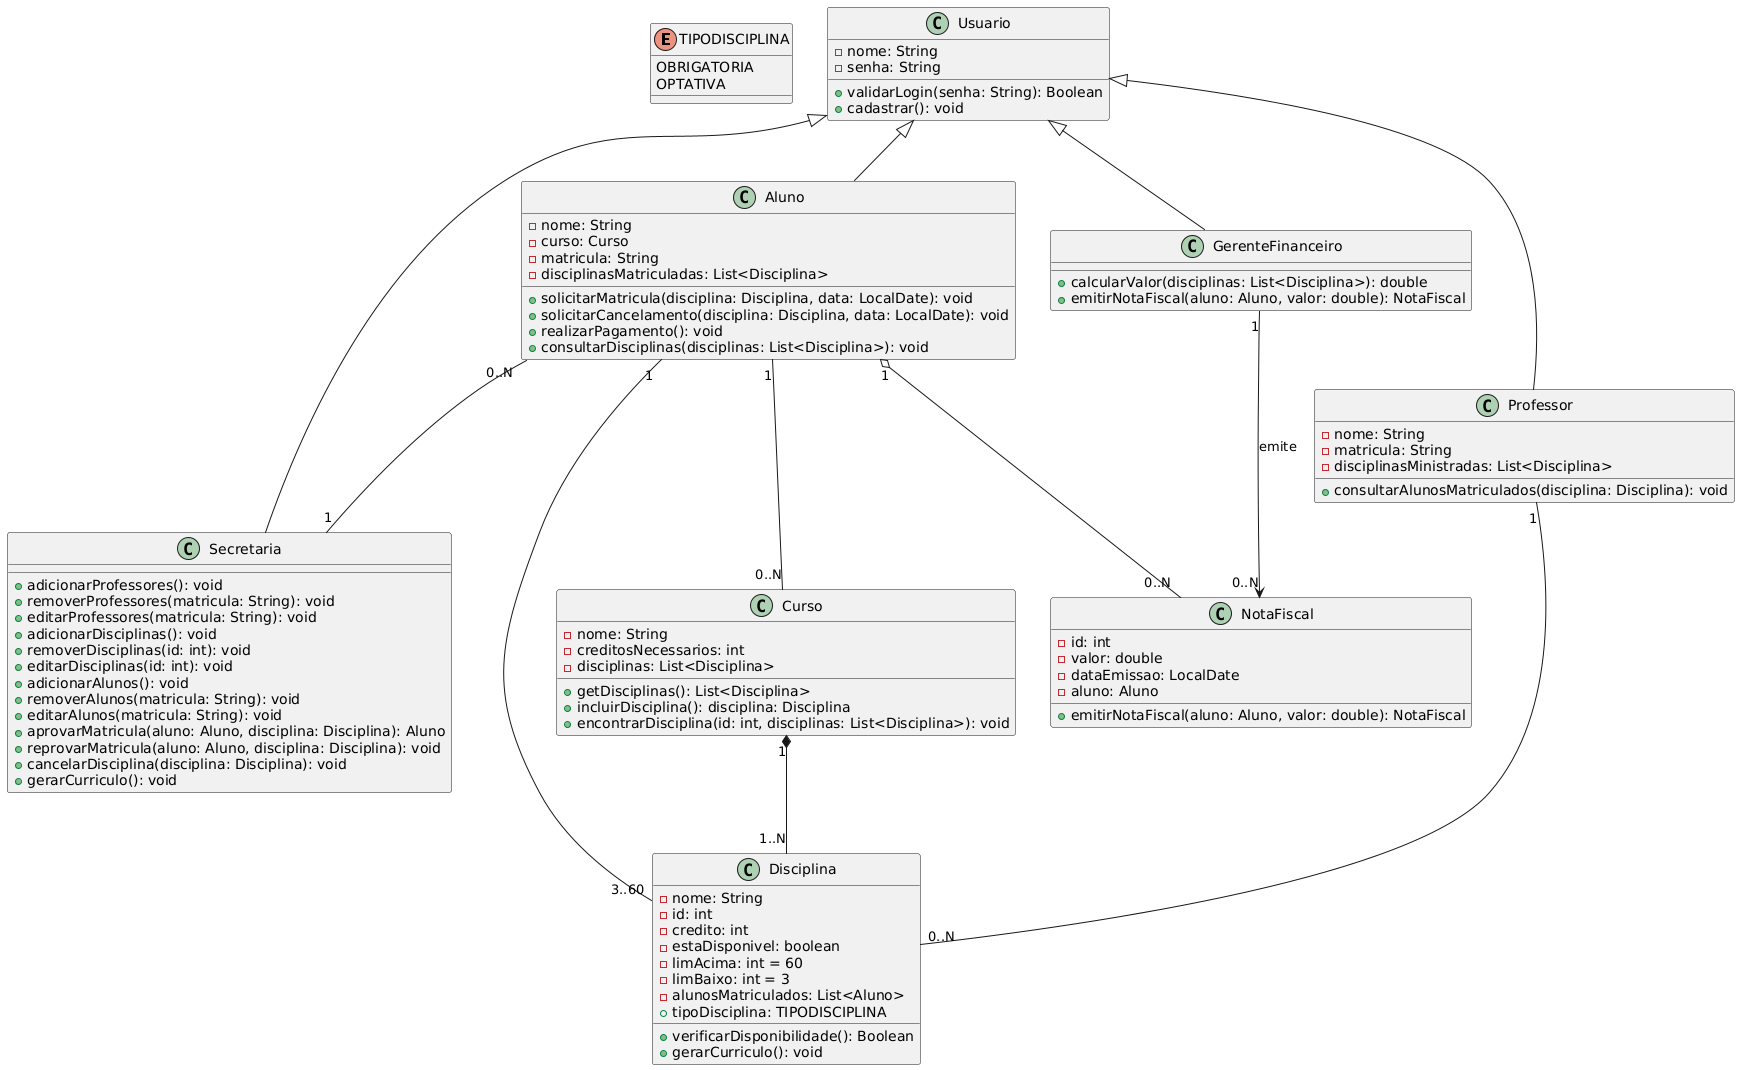 TIPODISCIPLINA
OBRIGATORIA
OPTATIVA
Usuario
nome: String
senha: String
validarLogin(senha: String): Boolean
cadastrar(): void
Aluno
nome: String
curso: Curso
matricula: String
disciplinasMatriculadas: List<Disciplina>
solicitarMatricula(disciplina: Disciplina, data: LocalDate): void
solicitarCancelamento(disciplina: Disciplina, data: LocalDate): void
realizarPagamento(): void
consultarDisciplinas(disciplinas: List<Disciplina>): void
GerenteFinanceiro
calcularValor(disciplinas: List<Disciplina>): double
emitirNotaFiscal(aluno: Aluno, valor: double): NotaFiscal
0..N
1
1
1
1
emite
Professor
nome: String
matricula: String
disciplinasMinistradas: List<Disciplina>
consultarAlunosMatriculados(disciplina: Disciplina): void
1
1
Secretaria
adicionarProfessores(): void
removerProfessores(matricula: String): void
editarProfessores(matricula: String): void
adicionarDisciplinas(): void
removerDisciplinas(id: int): void
editarDisciplinas(id: int): void
adicionarAlunos(): void
removerAlunos(matricula: String): void
editarAlunos(matricula: String): void
aprovarMatricula(aluno: Aluno, disciplina: Disciplina): Aluno
reprovarMatricula(aluno: Aluno, disciplina: Disciplina): void
cancelarDisciplina(disciplina: Disciplina): void
gerarCurriculo(): void
0..N
Curso
nome: String
creditosNecessarios: int
disciplinas: List<Disciplina>
getDisciplinas(): List<Disciplina>
incluirDisciplina(): disciplina: Disciplina
encontrarDisciplina(id: int, disciplinas: List<Disciplina>): void
0..N
0..N
NotaFiscal
id: int
valor: double
dataEmissao: LocalDate
aluno: Aluno
emitirNotaFiscal(aluno: Aluno, valor: double): NotaFiscal
1
1..N
3..60
0..N
Disciplina
nome: String
id: int
credito: int
estaDisponivel: boolean
limAcima: int = 60
limBaixo: int = 3
alunosMatriculados: List<Aluno>
tipoDisciplina: TIPODISCIPLINA
verificarDisponibilidade(): Boolean
gerarCurriculo(): void